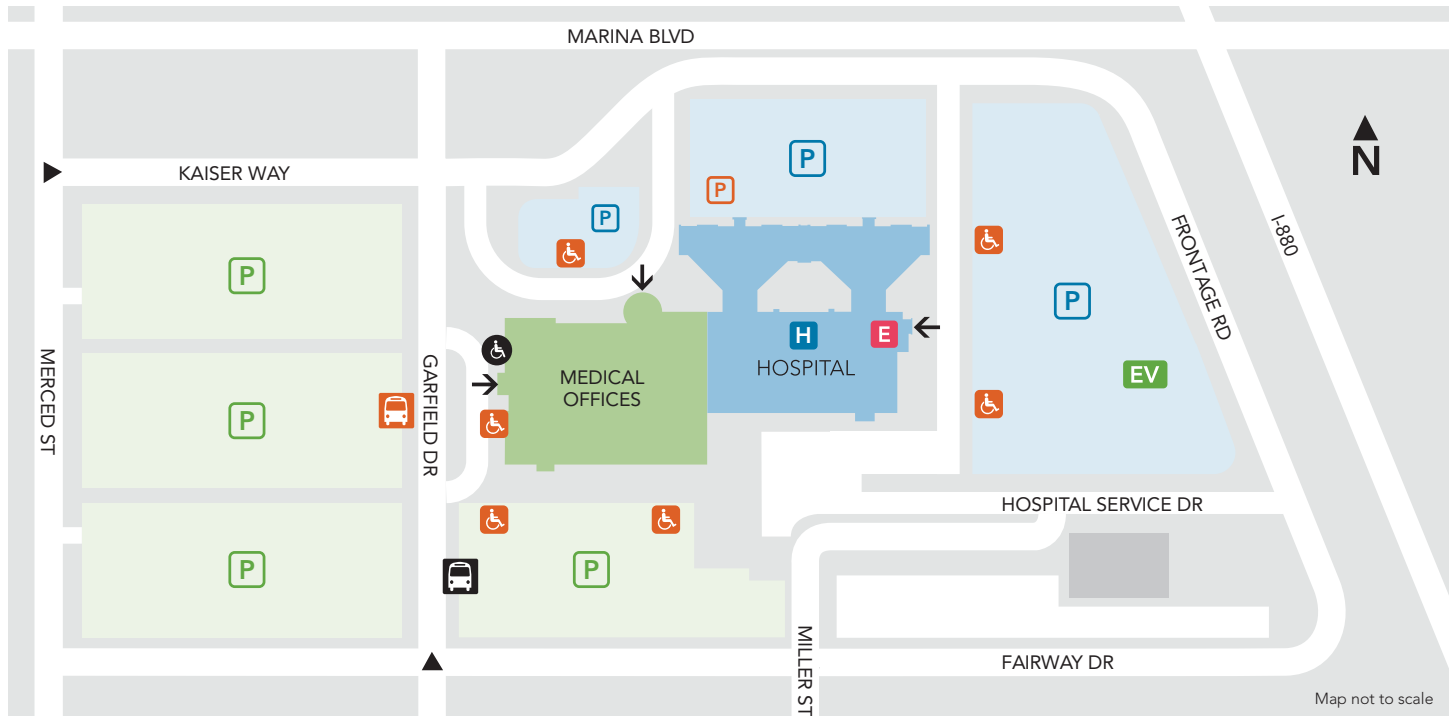 MARINA BLVD
KAISER WAY
N
P
P
P
P
I-880
FRONTAGE RD
P
P
H
E
HOSPITAL
MERCED ST
GARFIELD DR
MEDICAL
OFFICES
EV
P
HOSPITAL SERVICE DR
P
P
MILLER ST
FAIRWAY DR
Map not to scale